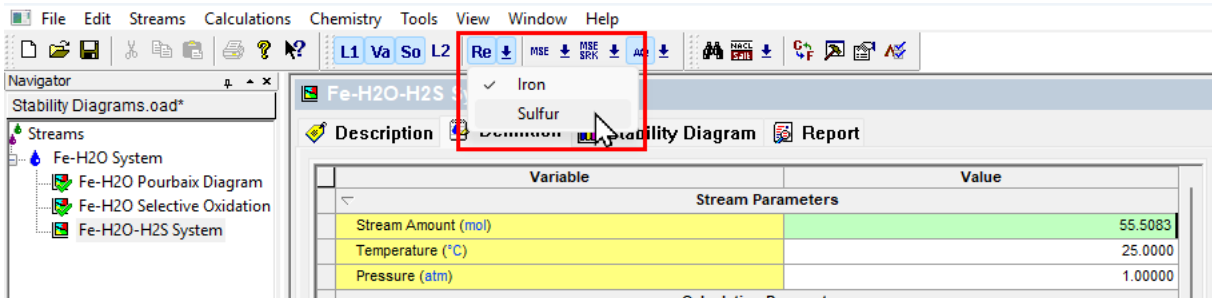 File Edit Streams Calculations Chemistry Tools View Window Help
L1 Va So L2 Re MSE MSE SRK AQ NACL
Navigator
Stability Diagrams.oad*
Streams
Fe-H2O System
Fe-H2O Pourbaix Diagram
Fe-H2O Selective Oxidation
Fe-H2O-H2S System
Iron
Sulfur
Fe-H2O-H2S
Description Definition Stability Diagram Report
Variable Value
Stream Parameters
Stream Amount (mol) 55.5083
Temperature (°C) 25.0000
Pressure (atm) 1.00000